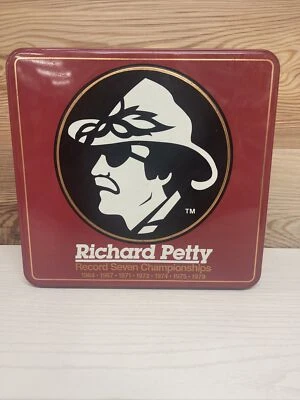 TM
Richard Petty
Record Seven Championships
1964 • 1967 • 1971 • 1972 • 1974 • 1975 • 1979